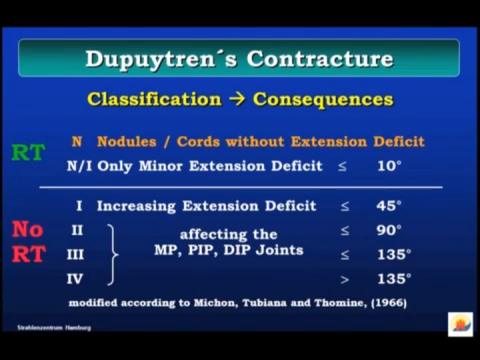 Dupuytren´s Contracture
Classification → Consequences
RT
N Nodules / Cords without Extension Deficit
N/I Only Minor Extension Deficit ≤ 10°
No
RT
I Increasing Extension Deficit ≤ 45°
II ≤ 90°
affecting the
MP, PIP, DIP Joints
III ≤ 135°
IV > 135°
modified according to Michon, Tubiana and Thomine, (1966)
Strahlenzentrum Hamburg